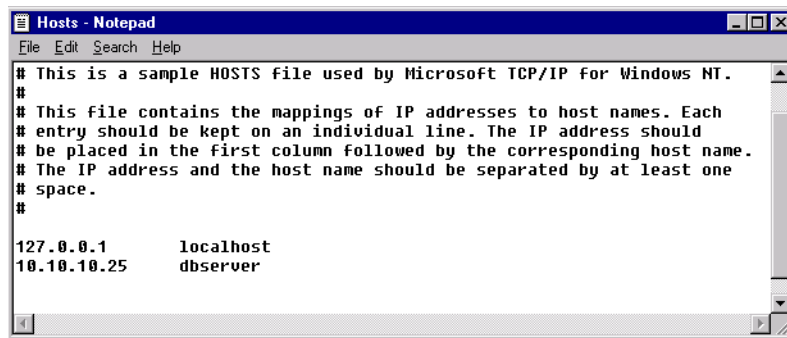 Hosts - Notepad
File Edit Search Help
# This is a sample HOSTS file used by Microsoft TCP/IP for Windows NT.
#
# This file contains the mappings of IP addresses to host names. Each
# entry should be kept on an individual line. The IP address should
# be placed in the first column followed by the corresponding host name.
# The IP address and the host name should be separated by at least one
# space.
#
127.0.0.1 localhost
10.10.10.25 dbserver